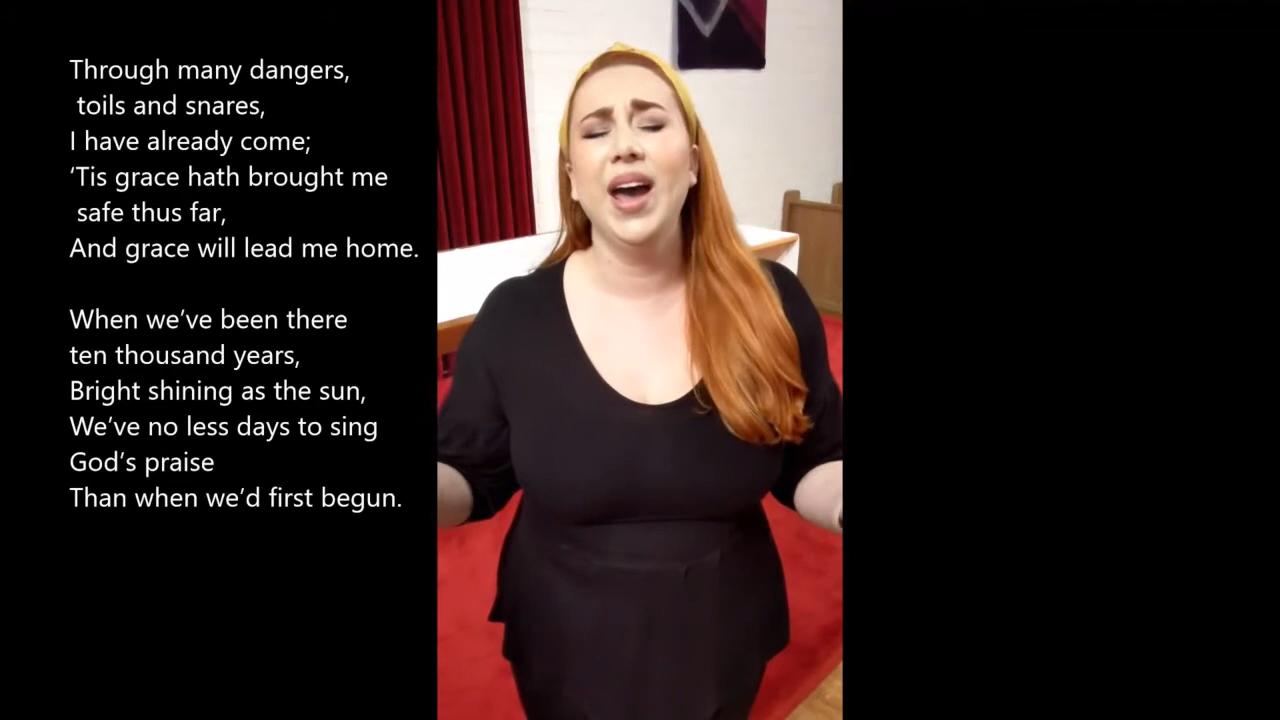 Through many dangers,
toils and snares,
I have already come;
‘Tis grace hath brought me
safe thus far,
And grace will lead me home.
When we’ve been there
ten thousand years,
Bright shining as the sun,
We’ve no less days to sing
God’s praise
Than when we’d first begun.